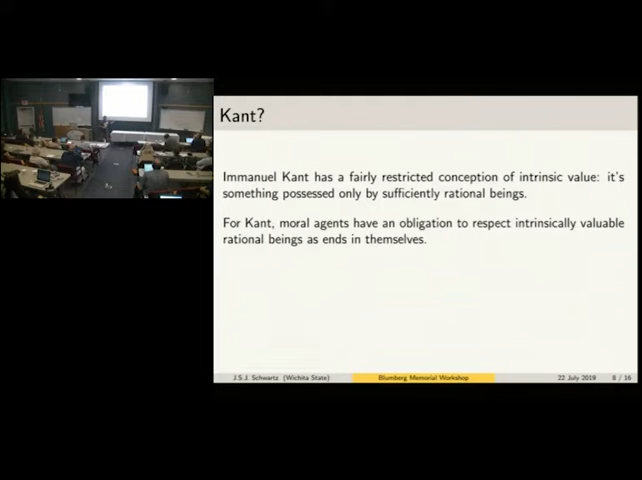 Kant?
Immanuel Kant has a fairly restricted conception of intrinsic value: it's
something possessed only by sufficiently rational beings.
For Kant, moral agents have an obligation to respect intrinsically valuable
rational beings as ends in themselves.
J.S.J. Schwartz (Wichita State) Blumberg Memorial Workshop 22 July 2019 8 / 16